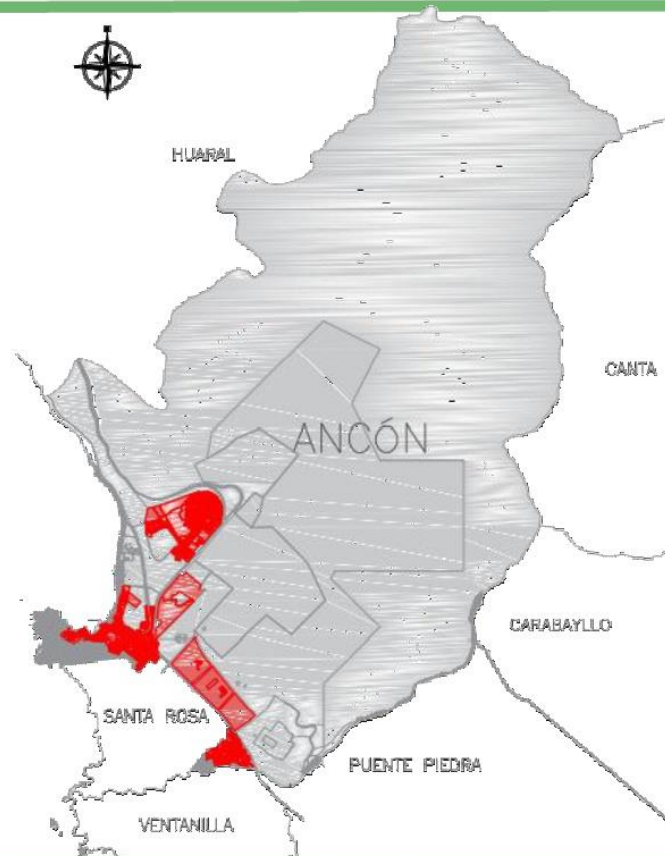 HUARAL
CANTA
ANCÓN
CARABAYLLO
SANTA ROSA
PUENTE PIEDRA
VENTANILLA